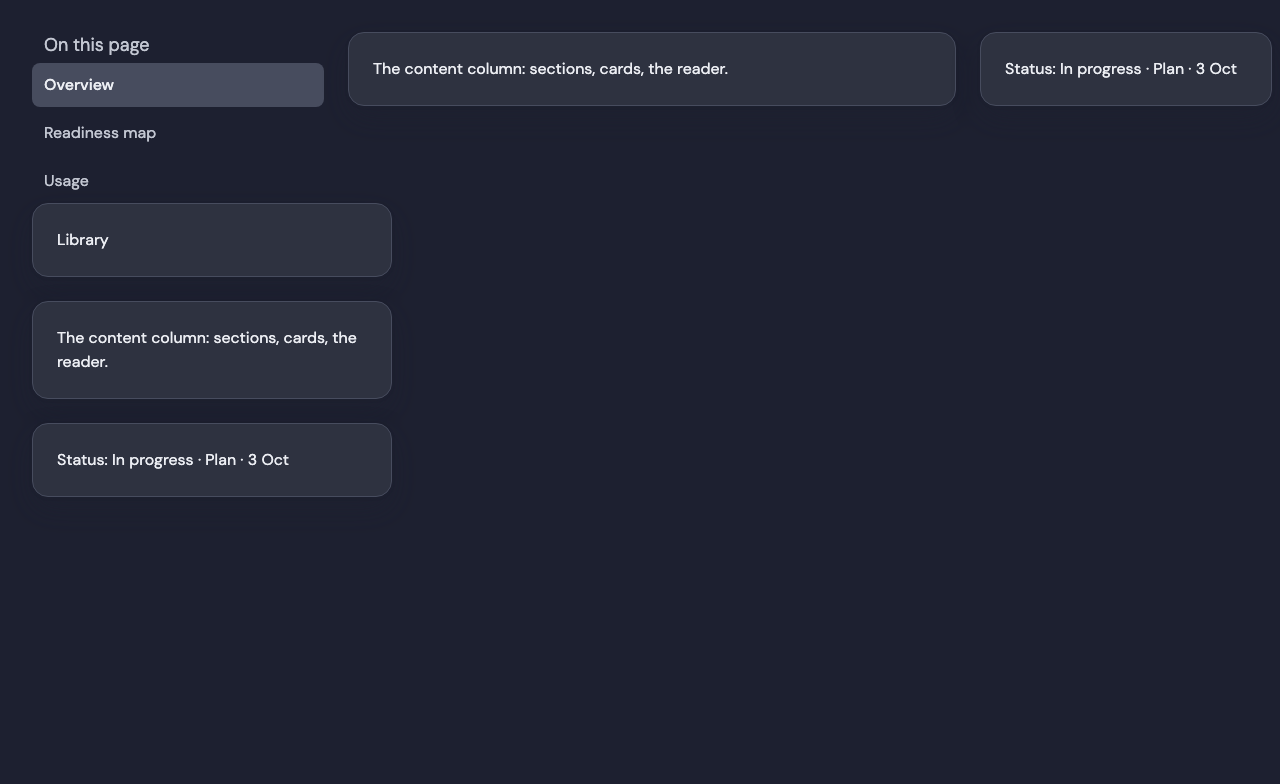 On this page
Overview
Readiness map
Usage
The content column: sections, cards, the reader.
Status: In progress · Plan · 3 Oct
Library
The content column: sections, cards, the
reader.
Status: In progress · Plan · 3 Oct